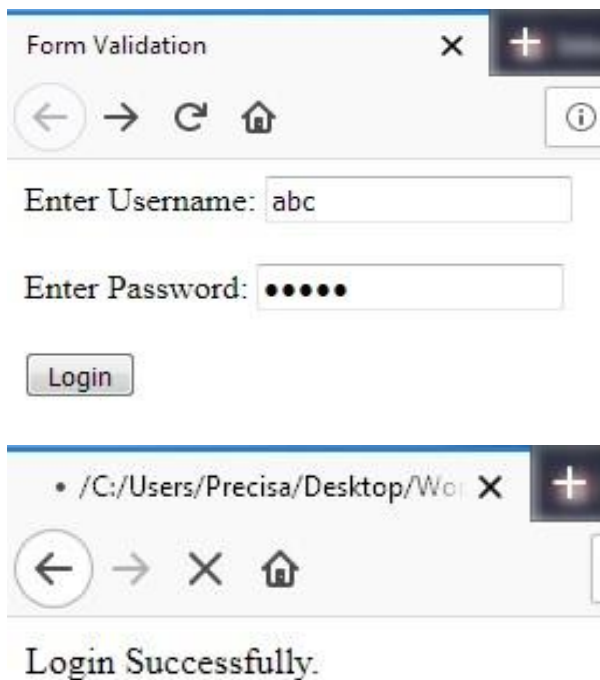 Form Validation
Enter Username: abc
Enter Password: •••••
Login
• /C:/Users/Precisa/Desktop/Wo
Login Successfully.